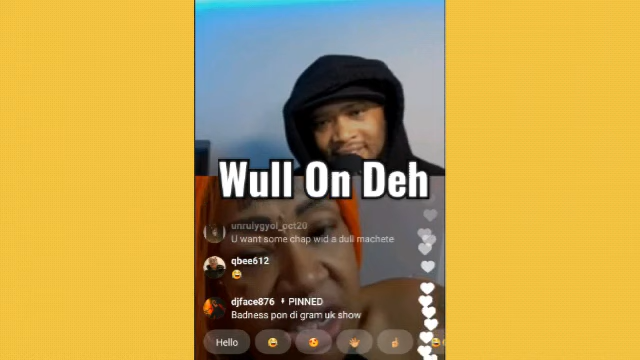 Wull On Deh
unrulygyol_oct20
U want some chap wid a dull machete
qbee612
😂
djface876 PINNED
Badness pon di gram uk show
Hello